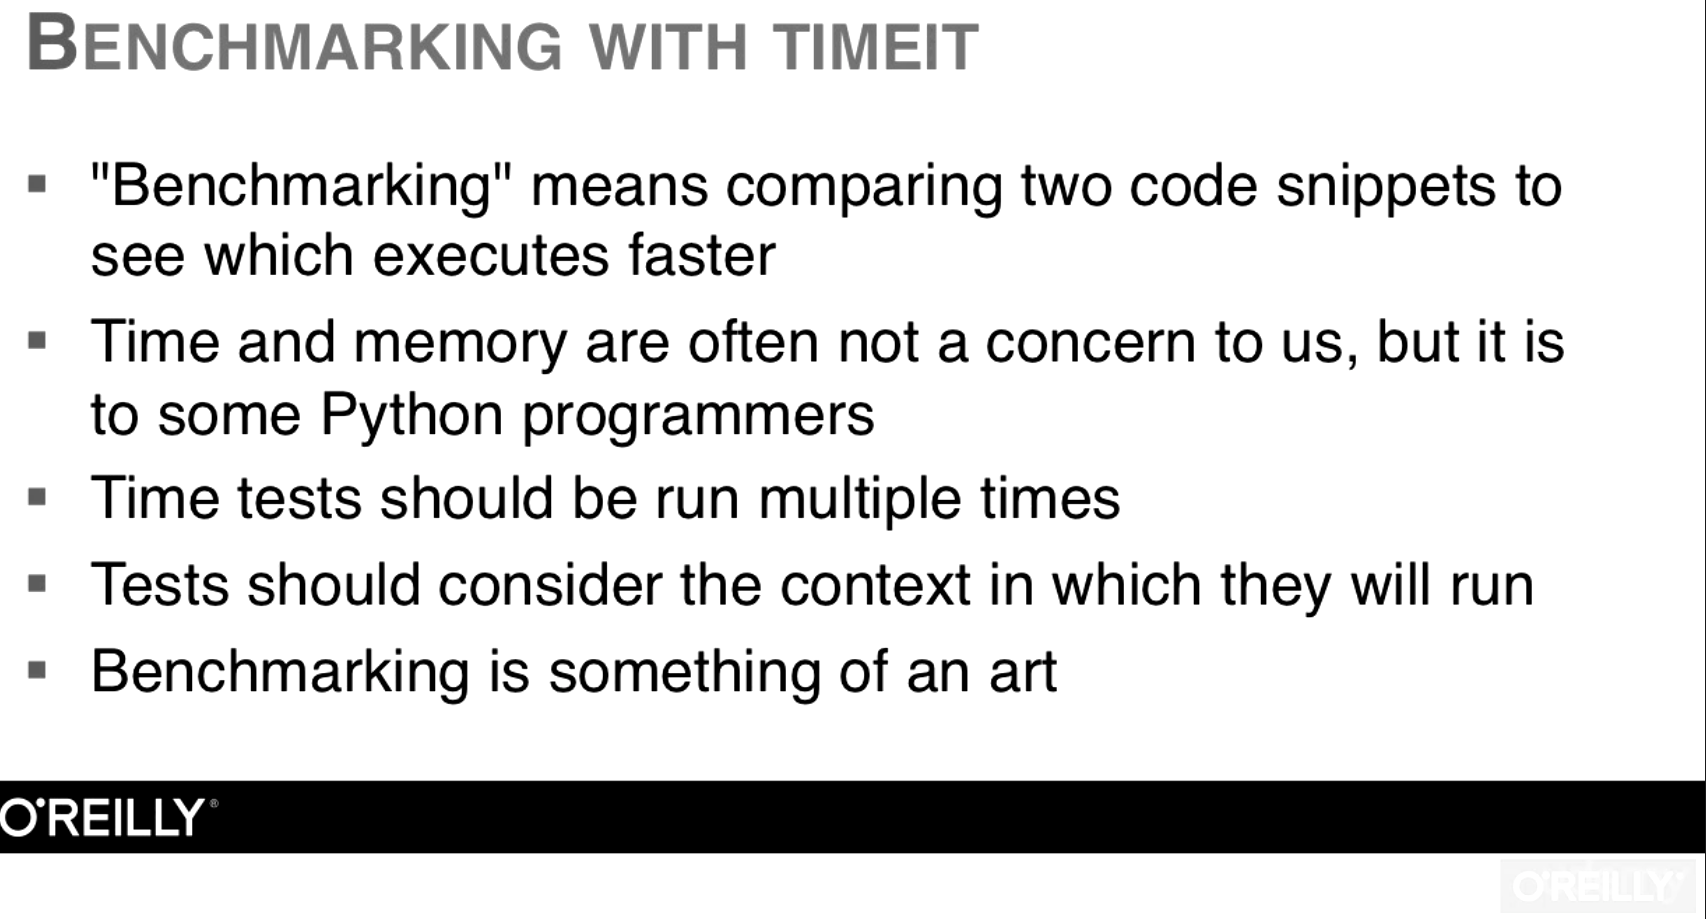 BENCHMARKING WITH TIMEIT
"Benchmarking" means comparing two code snippets to
see which executes faster
Time and memory are often not a concern to us, but it is
to some Python programmers
Time tests should be run multiple times
Tests should consider the context in which they will run
Benchmarking is something of an art
O'REILLY®
O'REILLY